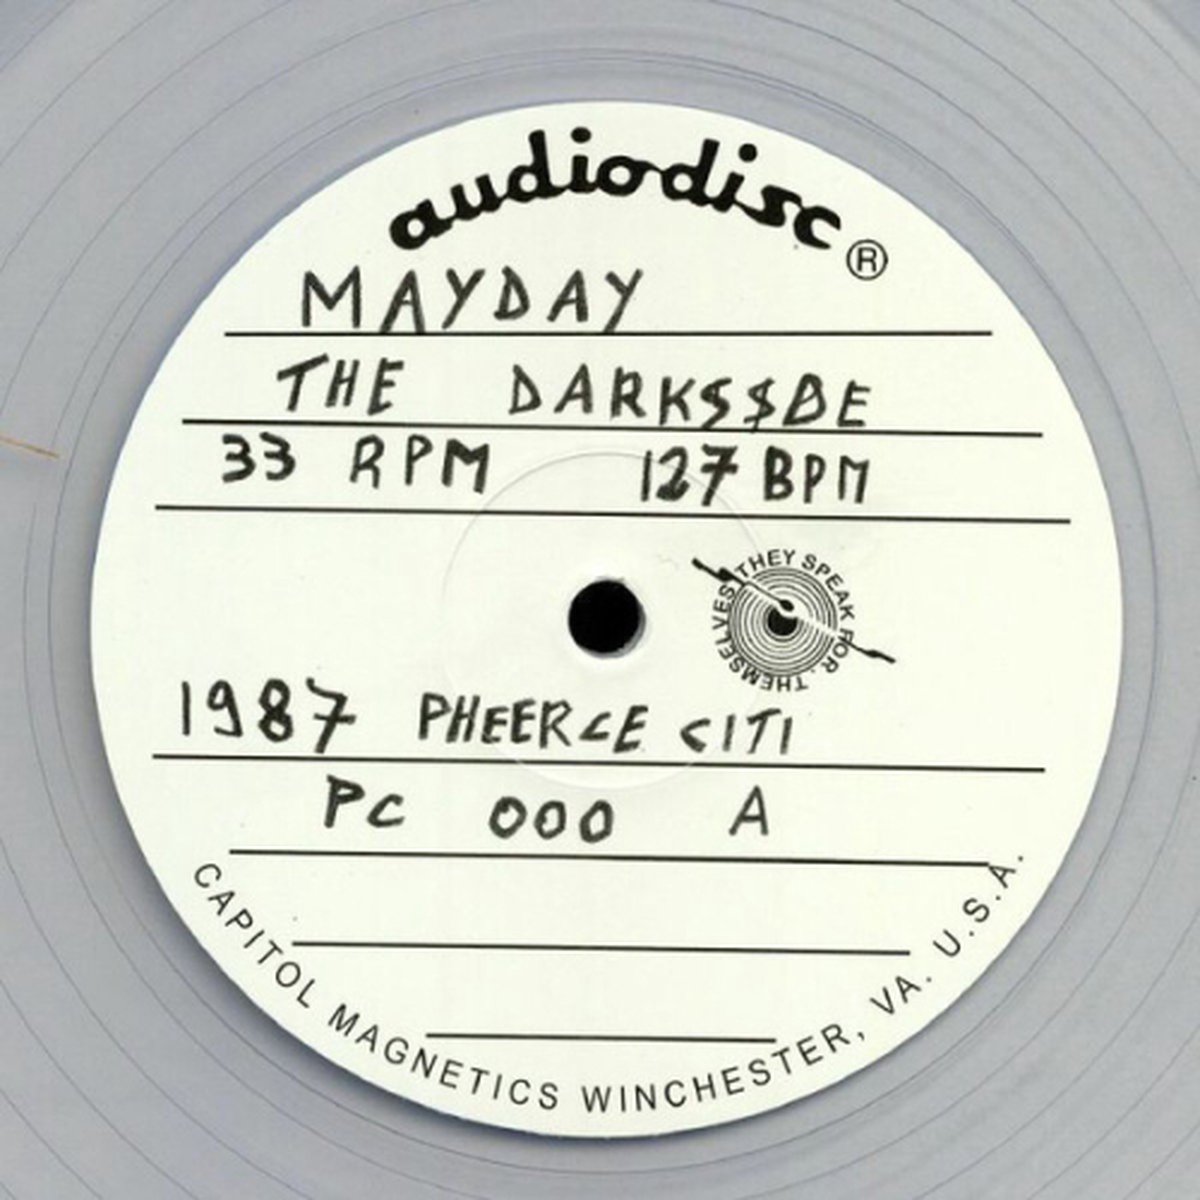 audiodisc ®
MAYDAY
THE DARKS$DE
33 RPM 127 BPM
THEY SPEAK FOR THEMSELVES
1987 PHEERCE CITI
PC 000 A
CAPITOL MAGNETICS WINCHESTER, VA. U.S.A.